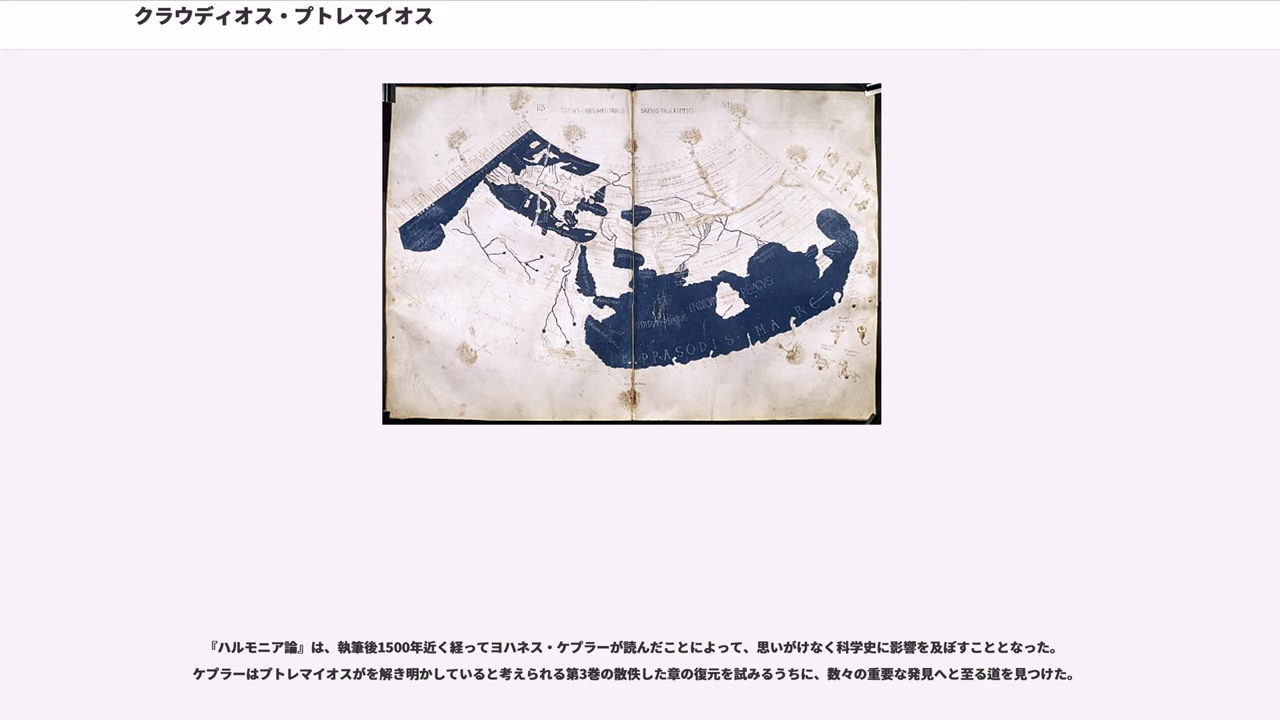 クラウディオス・プトレマイオス
PRASODIS MARE
『ハルモニア論』は、執筆後1500年近く経ってヨハネス・ケプラーが読んだことによって、思いがけなく科学史に影響を及ぼすこととなった。
ケプラーはプトレマイオスがを解き明かしていると考えられる第3巻の散佚した章の復元を試みるうちに、数々の重要な発見へと至る道を見つけた。